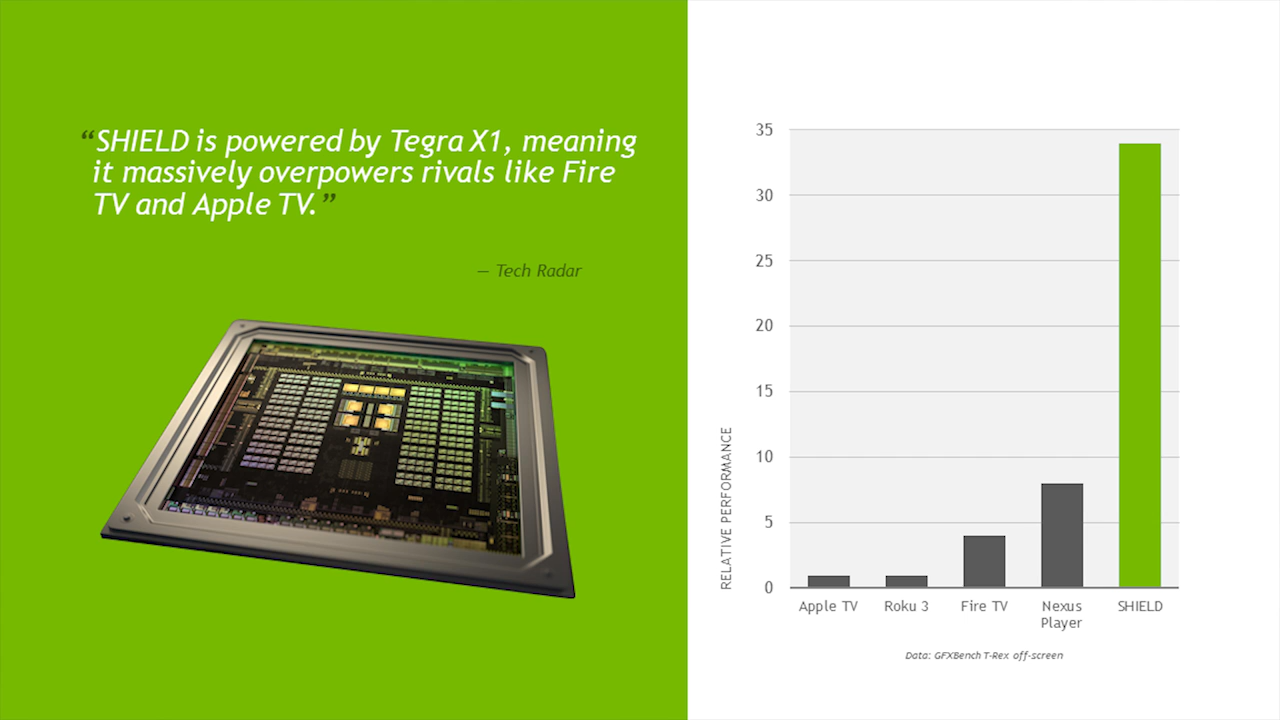 “SHIELD is powered by Tegra X1, meaning
it massively overpowers rivals like Fire
TV and Apple TV.”
— Tech Radar
35
30
25
20
15
10
5
0
RELATIVE PERFORMANCE
Apple TV
Roku 3
Fire TV
Nexus
Player
SHIELD
Data: GFXBench T-Rex off-screen